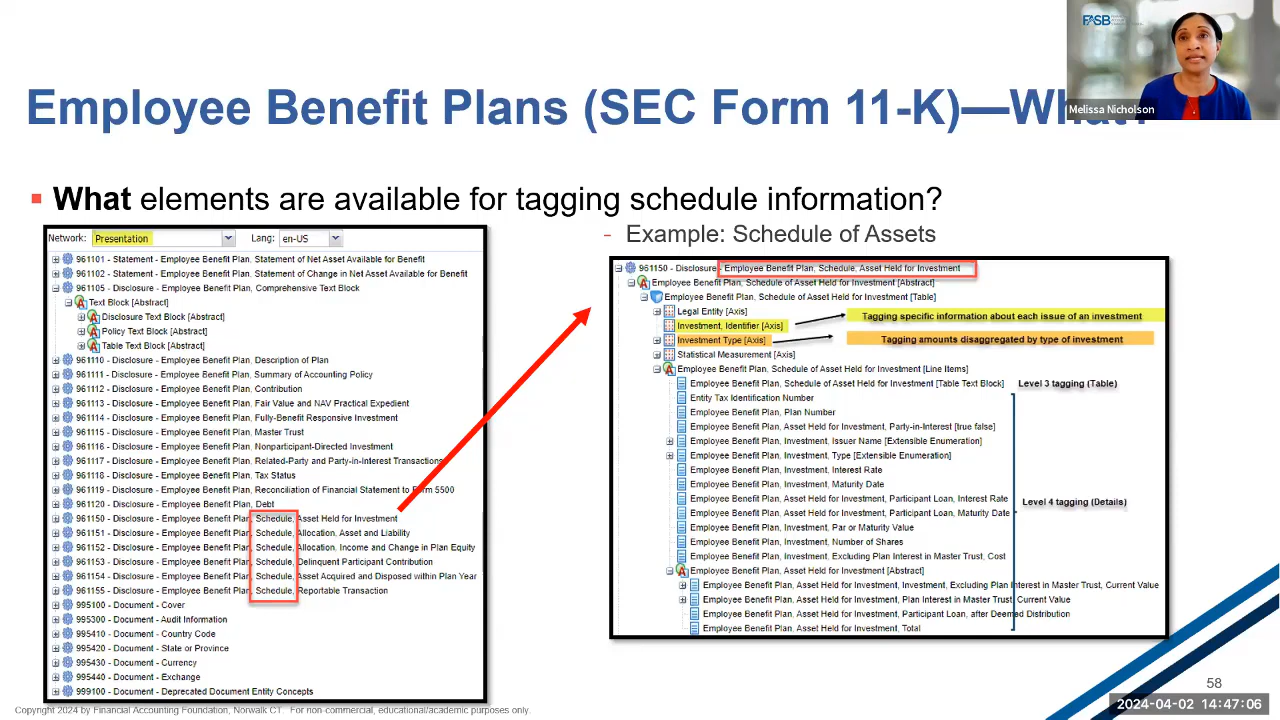 FASB
Melissa Nicholson
Employee Benefit Plans (SEC Form 11-K)—What?
What elements are available for tagging schedule information?
- Example: Schedule of Assets
Network: Presentation Lang: en-US
961101 - Statement - Employee Benefit Plan, Statement of Net Asset Available for Benefit
961102 - Statement - Employee Benefit Plan, Statement of Change in Net Asset Available for Benefit
961105 - Disclosure - Employee Benefit Plan, Comprehensive Text Block
Text Block [Abstract]
Disclosure Text Block [Abstract]
Policy Text Block [Abstract]
Table Text Block [Abstract]
961110 - Disclosure - Employee Benefit Plan, Description of Plan
961111 - Disclosure - Employee Benefit Plan, Summary of Accounting Policy
961112 - Disclosure - Employee Benefit Plan, Contribution
961113 - Disclosure - Employee Benefit Plan, Fair Value and NAV Practical Expedient
961114 - Disclosure - Employee Benefit Plan, Fully-Benefit Responsive Investment
961115 - Disclosure - Employee Benefit Plan, Master Trust
961116 - Disclosure - Employee Benefit Plan, Nonparticipant-Directed Investment
961117 - Disclosure - Employee Benefit Plan, Related-Party and Party-in-Interest Transactions
961118 - Disclosure - Employee Benefit Plan, Tax Status
961119 - Disclosure - Employee Benefit Plan, Reconciliation of Financial Statement to Form 5500
961120 - Disclosure - Employee Benefit Plan, Debt
961150 - Disclosure - Employee Benefit Plan, Schedule, Asset Held for Investment
961151 - Disclosure - Employee Benefit Plan, Schedule, Allocation, Asset and Liability
961152 - Disclosure - Employee Benefit Plan, Schedule, Allocation, Income and Change in Plan Equity
961153 - Disclosure - Employee Benefit Plan, Schedule, Delinquent Participant Contribution
961154 - Disclosure - Employee Benefit Plan, Schedule, Asset Acquired and Disposed within Plan Year
961155 - Disclosure - Employee Benefit Plan, Schedule, Reportable Transaction
995100 - Document - Cover
995300 - Document - Audit Information
995410 - Document - Country Code
995420 - Document - State or Province
995430 - Document - Currency
995440 - Document - Exchange
999100 - Document - Deprecated Document Entity Concepts
961150 - Disclosure - Employee Benefit Plan, Schedule, Asset Held for Investment
Employee Benefit Plan, Schedule of Asset Held for Investment [Abstract]
Employee Benefit Plan, Schedule of Asset Held for Investment [Table]
Legal Entity [Axis]
Investment, Identifier [Axis]
Tagging specific information about each issue of an investment
Investment Type [Axis]
Tagging amounts disaggregated by type of investment
Statistical Measurement [Axis]
Employee Benefit Plan, Schedule of Asset Held for Investment [Line Items]
Employee Benefit Plan, Schedule of Asset Held for Investment [Table Text Block]
Level 3 tagging (Table)
Entity Tax Identification Number
Employee Benefit Plan, Plan Number
Employee Benefit Plan, Asset Held for Investment, Party-in-Interest [true false]
Employee Benefit Plan, Investment, Issuer Name [Extensible Enumeration]
Employee Benefit Plan, Investment, Type [Extensible Enumeration]
Employee Benefit Plan, Investment, Interest Rate
Employee Benefit Plan, Investment, Maturity Date
Employee Benefit Plan, Asset Held for Investment, Participant Loan, Interest Rate
Level 4 tagging (Details)
Employee Benefit Plan, Asset Held for Investment, Participant Loan, Maturity Date
Employee Benefit Plan, Investment, Par or Maturity Value
Employee Benefit Plan, Investment, Number of Shares
Employee Benefit Plan, Investment, Excluding Plan Interest in Master Trust, Cost
Employee Benefit Plan, Asset Held for Investment [Abstract]
Employee Benefit Plan, Asset Held for Investment, Investment, Excluding Plan Interest in Master Trust, Current Value
Employee Benefit Plan, Asset Held for Investment, Plan Interest in Master Trust, Current Value
Employee Benefit Plan, Asset Held for Investment, Participant Loan, after Deemed Distribution
Employee Benefit Plan, Asset Held for Investment, Total
58
2024-04-02 14:47:06
Copyright 2024 by Financial Accounting Foundation, Norwalk CT. For non-commercial, educational/academic purposes only.